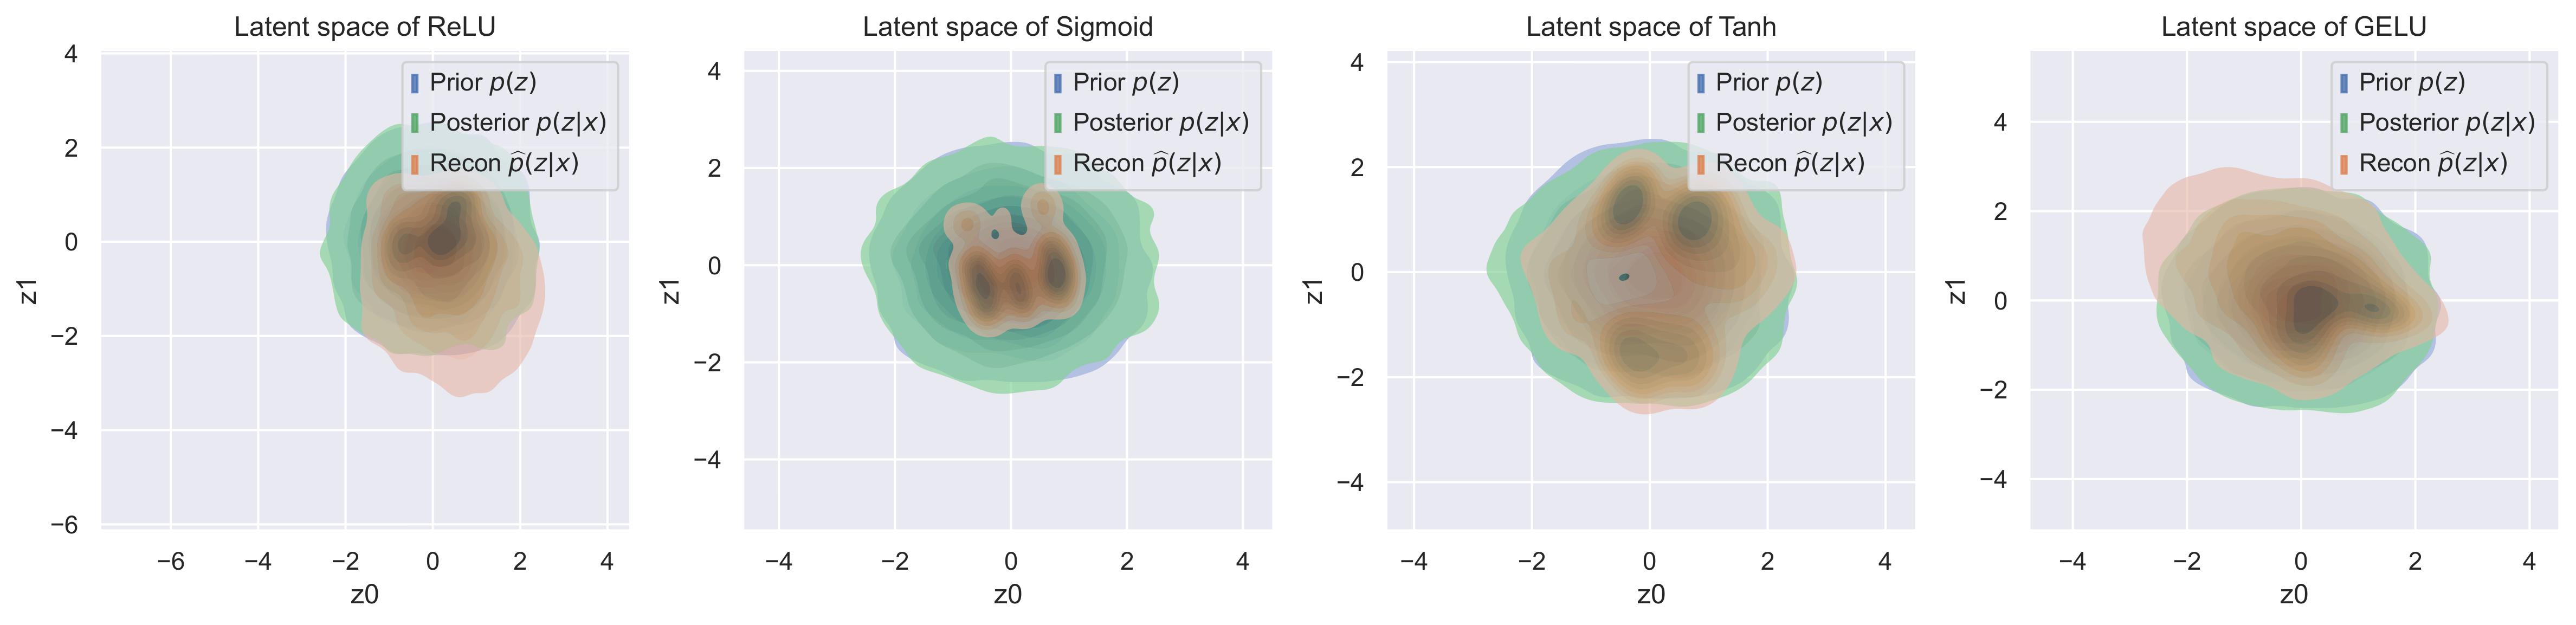 Latent space of ReLU
4
2
0
−2
−4
−6
z1
−6 −4 −2 0 2 4
z0
Prior p(z)
Posterior p(z|x)
Recon p̂(z|x)
Latent space of Sigmoid
4
2
0
−2
−4
z1
−4 −2 0 2 4
z0
Prior p(z)
Posterior p(z|x)
Recon p̂(z|x)
Latent space of Tanh
4
2
0
−2
−4
z1
−4 −2 0 2 4
z0
Prior p(z)
Posterior p(z|x)
Recon p̂(z|x)
Latent space of GELU
4
2
0
−2
−4
z1
−4 −2 0 2 4
z0
Prior p(z)
Posterior p(z|x)
Recon p̂(z|x)